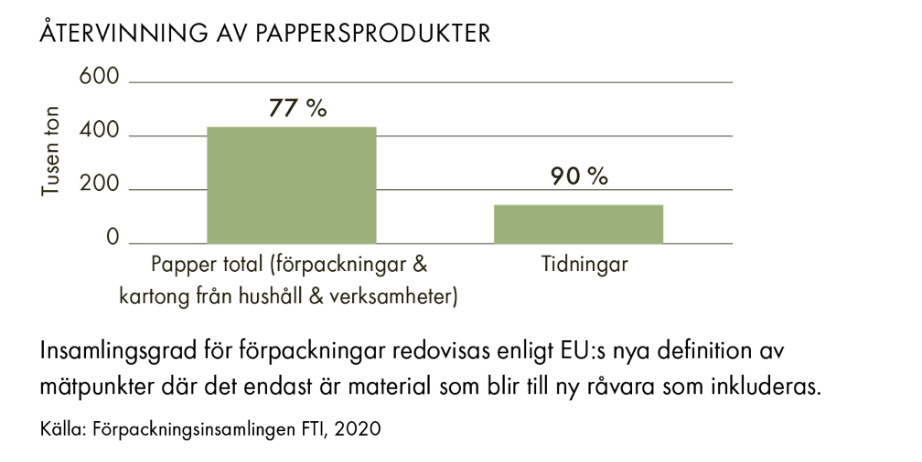 ÅTERVINNING AV PAPPERSPRODUKTER
Tusen ton
600
400
200
0
77 %
90 %
Papper total (förpackningar &
kartong från hushåll & verksamheter)
Tidningar
Insamlingsgrad för förpackningar redovisas enligt EU:s nya definition av
mätpunkter där det endast är material som blir till ny råvara som inkluderas.
Källa: Förpackningsinsamlingen FTI, 2020